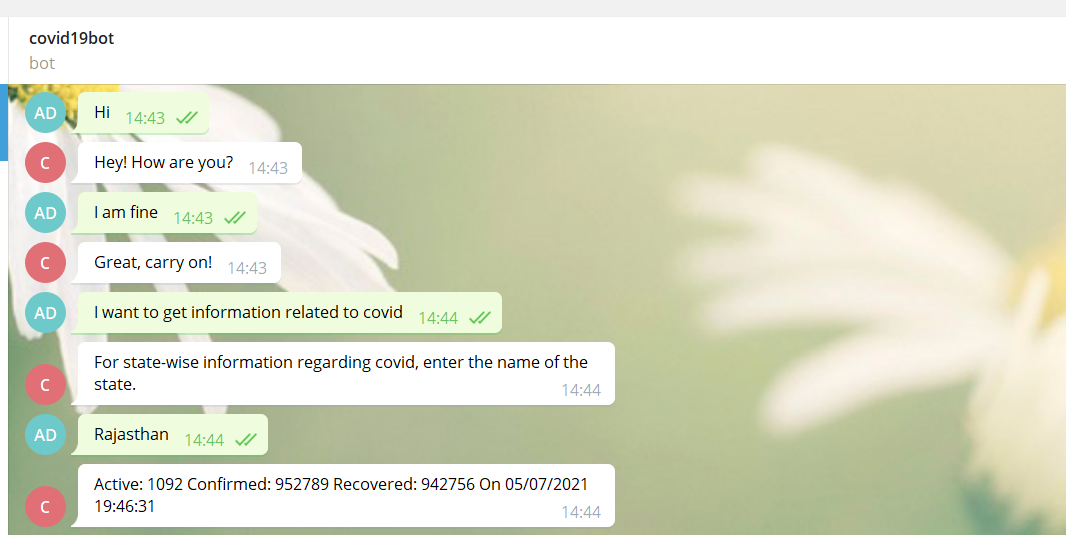 covid19bot
bot
AD
Hi 14:43
C
Hey! How are you? 14:43
AD
I am fine 14:43
C
Great, carry on! 14:43
AD
I want to get information related to covid 14:44
For state-wise information regarding covid, enter the name of the
C
state. 14:44
AD
Rajasthan 14:44
Active: 1092 Confirmed: 952789 Recovered: 942756 On 05/07/2021
C
19:46:31 14:44